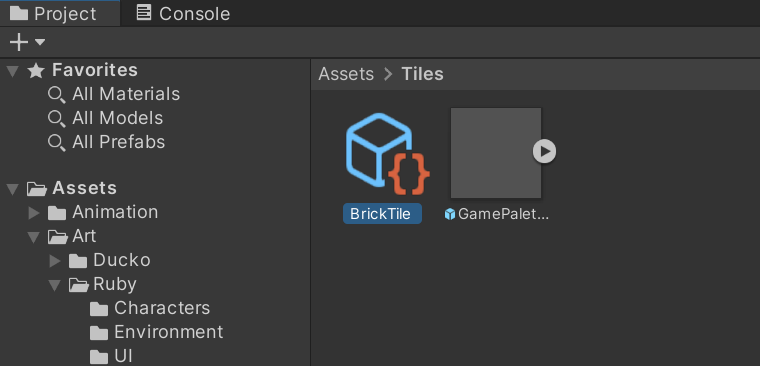 Project
Console
Favorites
All Materials
All Models
All Prefabs
Assets
Animation
Art
Ducko
Ruby
Characters
Environment
UI
Assets > Tiles
BrickTile
GamePalet...